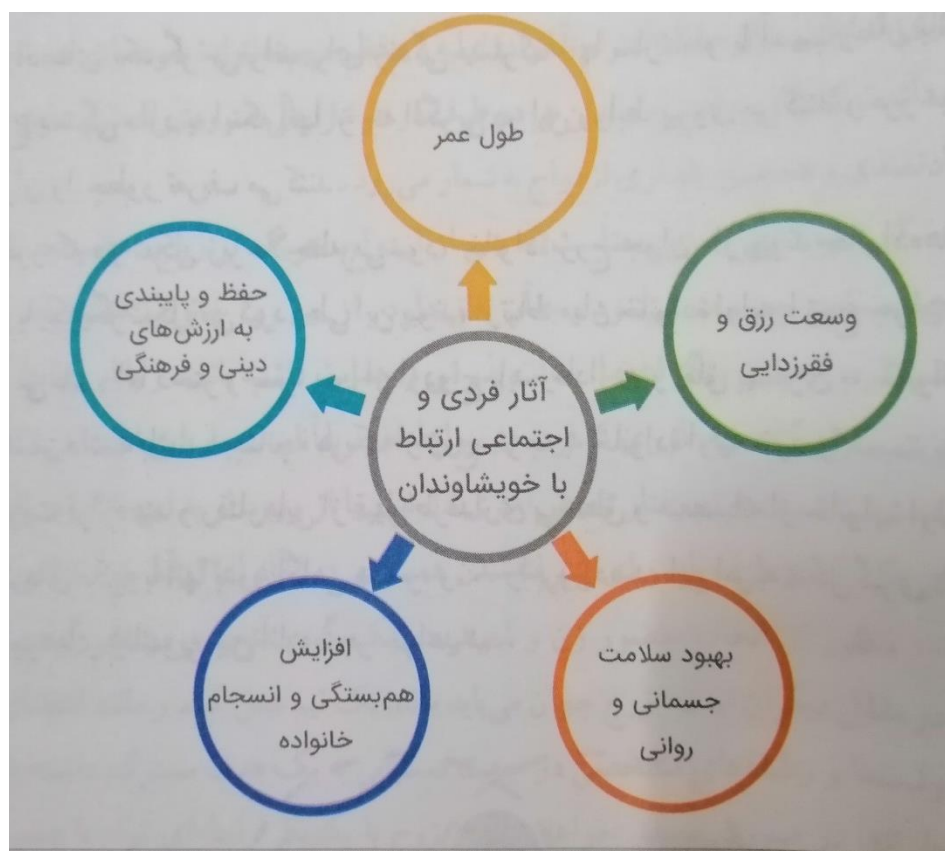 طول عمر
وسعت رزق و
فقرزدایی
بهبود سلامت
جسمانی و
روانی
افزایش
هم‌بستگی و انسجام
خانواده
حفظ و پایبندی
به ارزش‌های
دینی و فرهنگی
آثار فردی و
اجتماعی ارتباط
با خویشاوندان